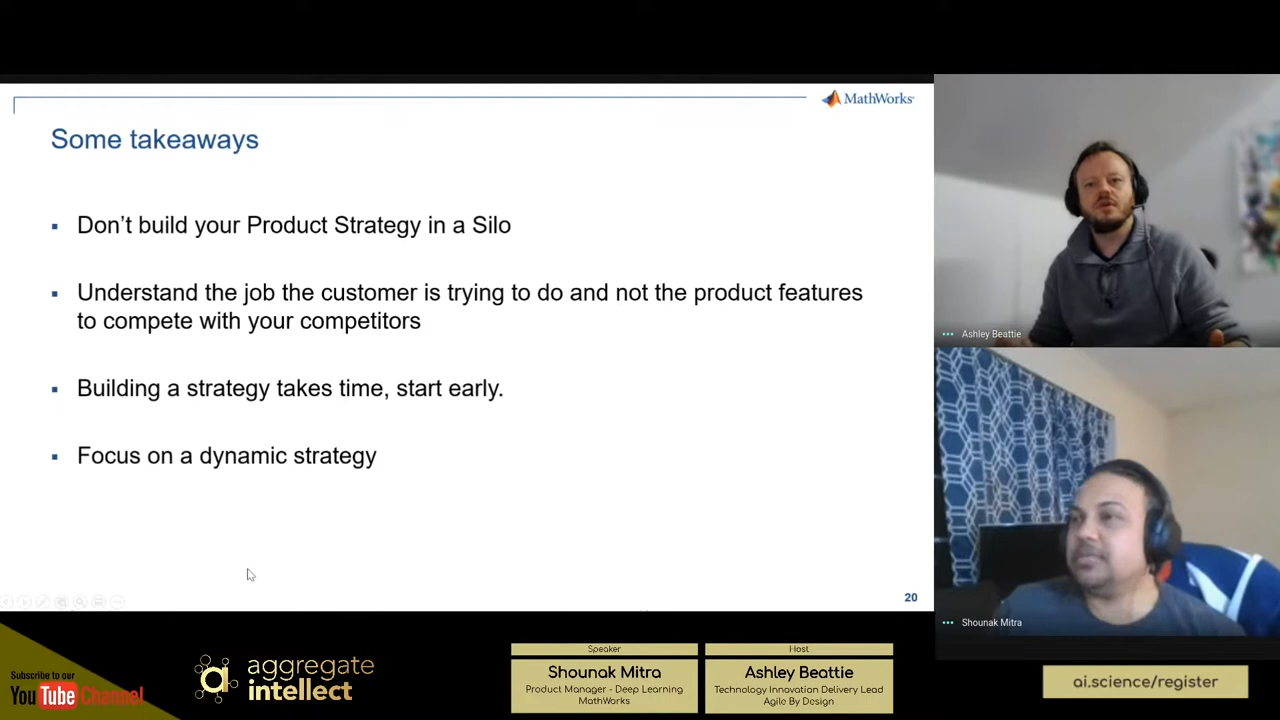 MathWorks
Some takeaways
Don't build your Product Strategy in a Silo
Understand the job the customer is trying to do and not the product features
to compete with your competitors
Building a strategy takes time, start early.
Focus on a dynamic strategy
20
Ashley Beattie
Shounak Mitra
Subscribe to our
YouTube Channel
aggregate
intellect
Speaker
Shounak Mitra
Product Manager - Deep Learning
MathWorks
Host
Ashley Beattie
Technology Innovation Delivery Lead
Agile By Design
ai.science/register